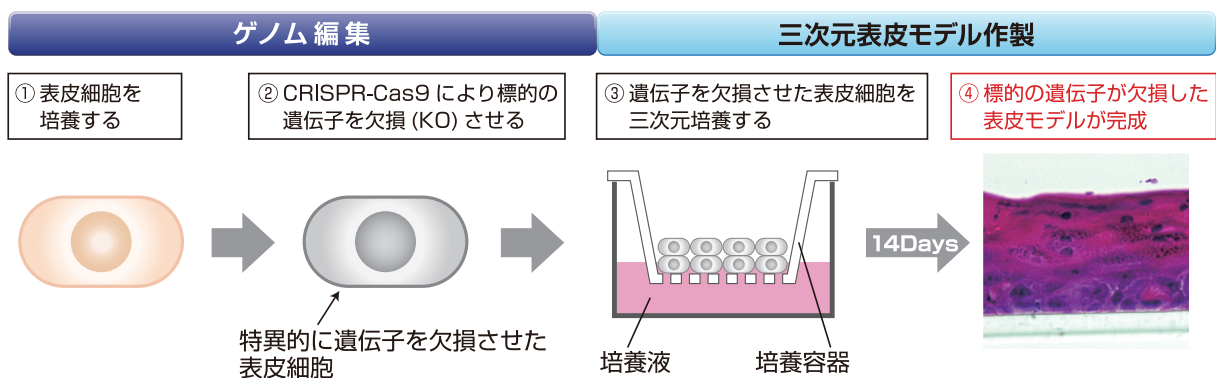 ゲノム編集
三次元表皮モデル作製
① 表皮細胞を
培養する
② CRISPR-Cas9 により標的の
遺伝子を欠損 (KO) させる
③ 遺伝子を欠損させた表皮細胞を
三次元培養する
④ 標的の遺伝子が欠損した
表皮モデルが完成
14Days
特異的に遺伝子を欠損させた
表皮細胞
培養液
培養容器